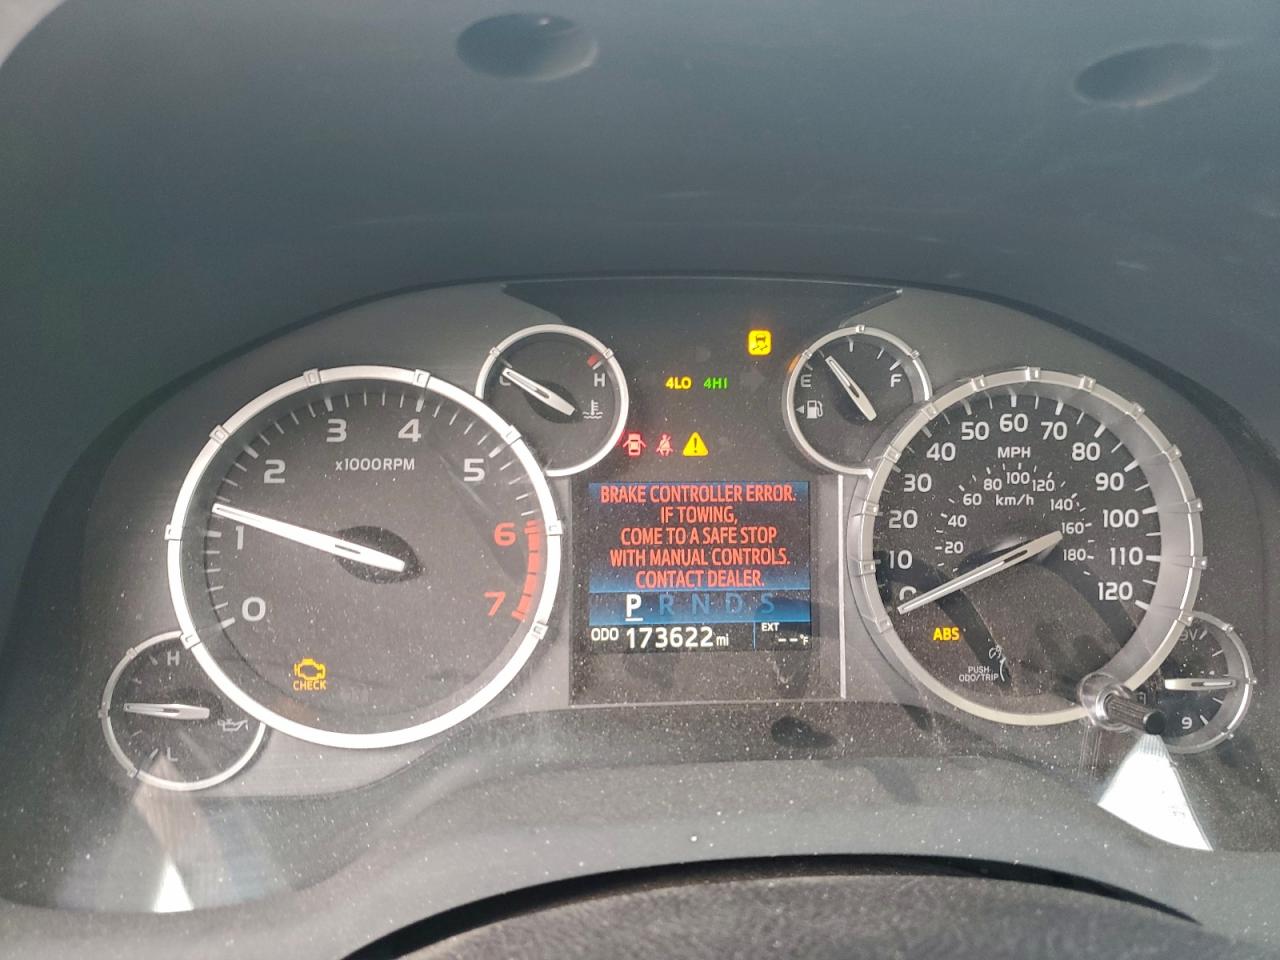 4LO 4HI
C H
E F
BRAKE CONTROLLER ERROR.
IF TOWING,
COME TO A SAFE STOP
WITH MANUAL CONTROLS.
CONTACT DEALER.
P R N D S
ODO 173622 mi
EXT
--°F
0 1 2 3 4 5 6 7
x1000RPM
CHECK
H
L
0 10 20 30 40 50 60 70 80 90 100 110 120
MPH
20 40 60 80 100 120 140 160 180
km/h
ABS
PUSH
ODO/TRIP
9